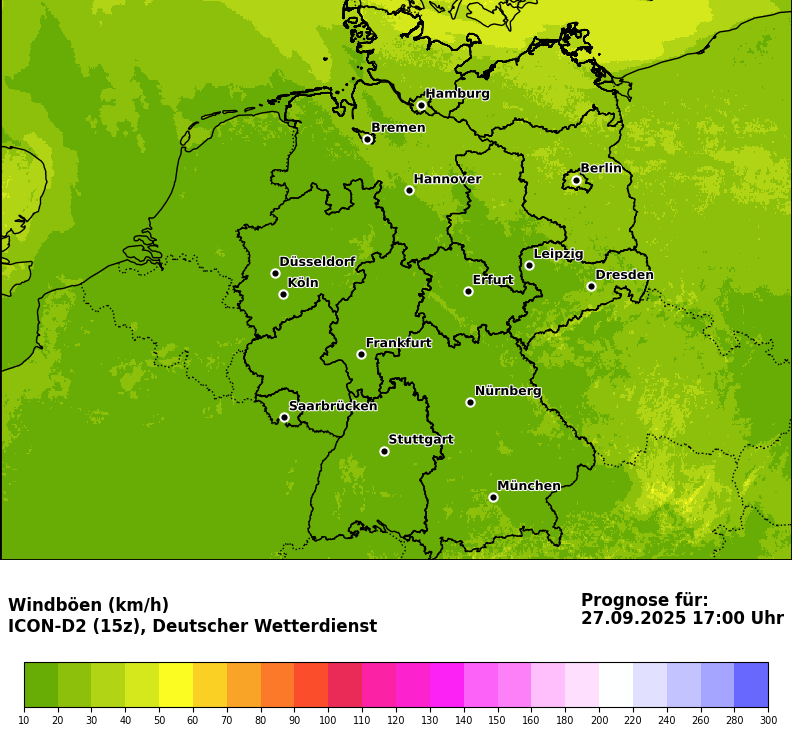 Hamburg
Bremen
Berlin
Hannover
Düsseldorf
Leipzig
Köln
Erfurt
Dresden
Frankfurt
Nürnberg
Saarbrücken
Stuttgart
München
Windböen (km/h)
ICON-D2 (15z), Deutscher Wetterdienst
Prognose für:
27.09.2025 17:00 Uhr
10 20 30 40 50 60 70 80 90 100 110 120 130 140 150 160 180 200 220 240 260 280 300